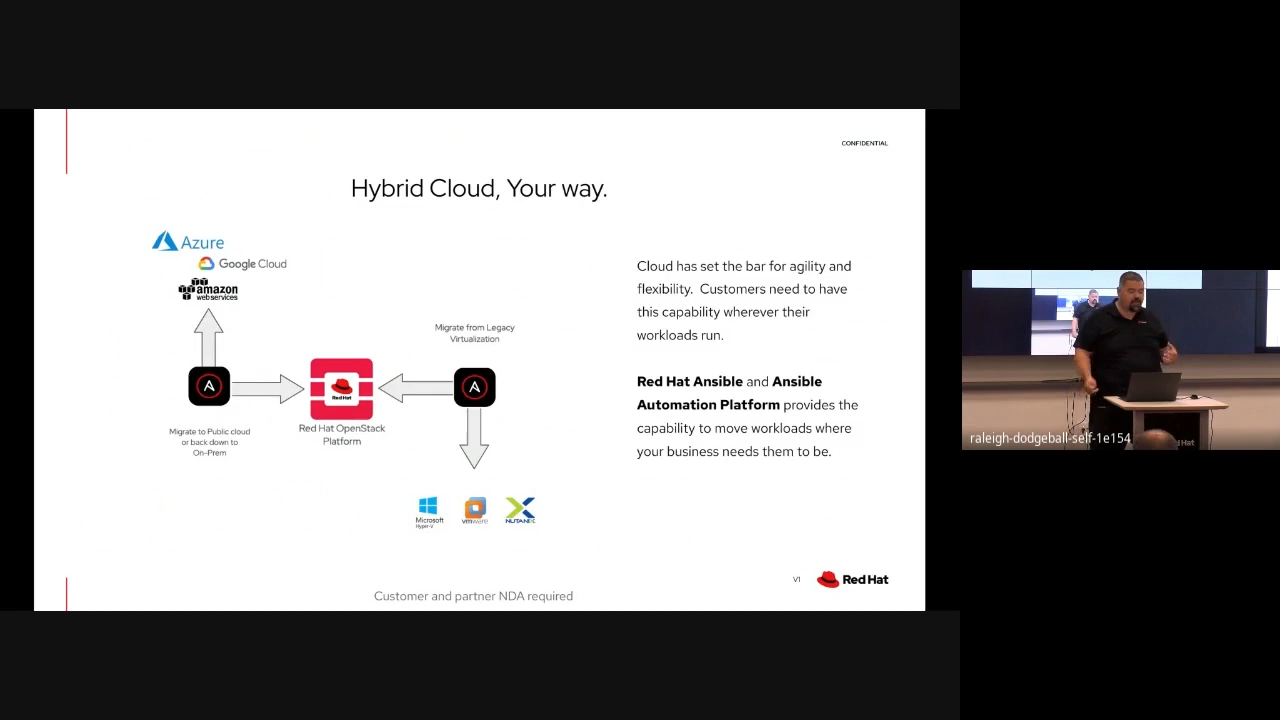 CONFIDENTIAL
Hybrid Cloud, Your way.
Azure
Google Cloud
amazon
webservices
Migrate from Legacy
Virtualization
Red Hat
Red Hat OpenStack
Platform
Migrate to Public cloud
or back down to
On-Prem
Microsoft
Hyper-V
vmware
NUTANIX
Cloud has set the bar for agility and
flexibility. Customers need to have
this capability wherever their
workloads run.
Red Hat Ansible and Ansible
Automation Platform provides the
capability to move workloads where
your business needs them to be.
V1
Red Hat
Customer and partner NDA required
raleigh-dodgeball-self-1e154